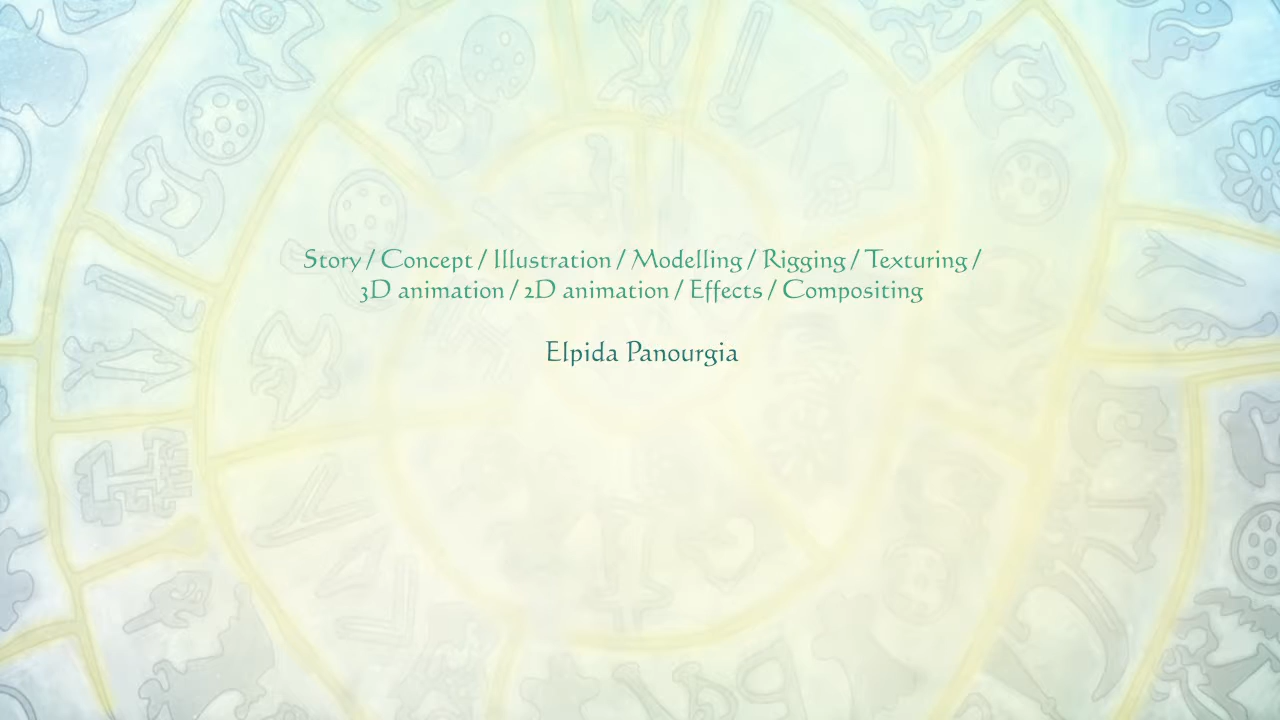 Story / Concept / Illustration / Modelling / Rigging / Texturing /
3D animation / 2D animation / Effects / Compositing
Elpida Panourgia